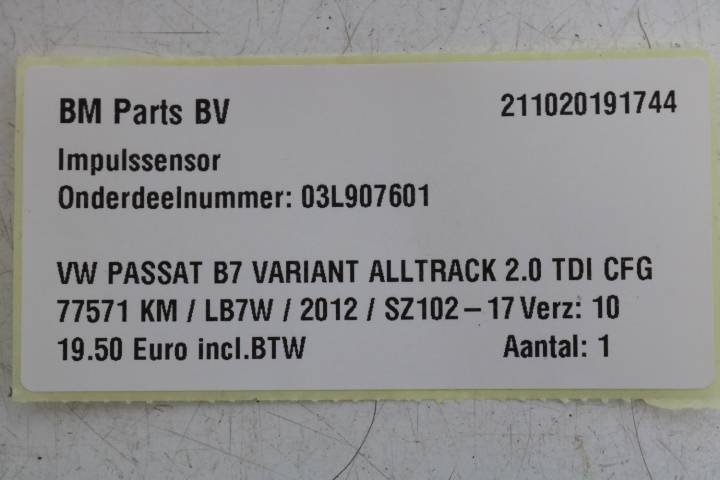 BM Parts BV 211020191744
Impulssensor
Onderdeelnummer: 03L907601
VW PASSAT B7 VARIANT ALLTRACK 2.0 TDI CFG
77571 KM / LB7W / 2012 / SZ102-17 Verz: 10
19.50 Euro incl.BTW Aantal: 1